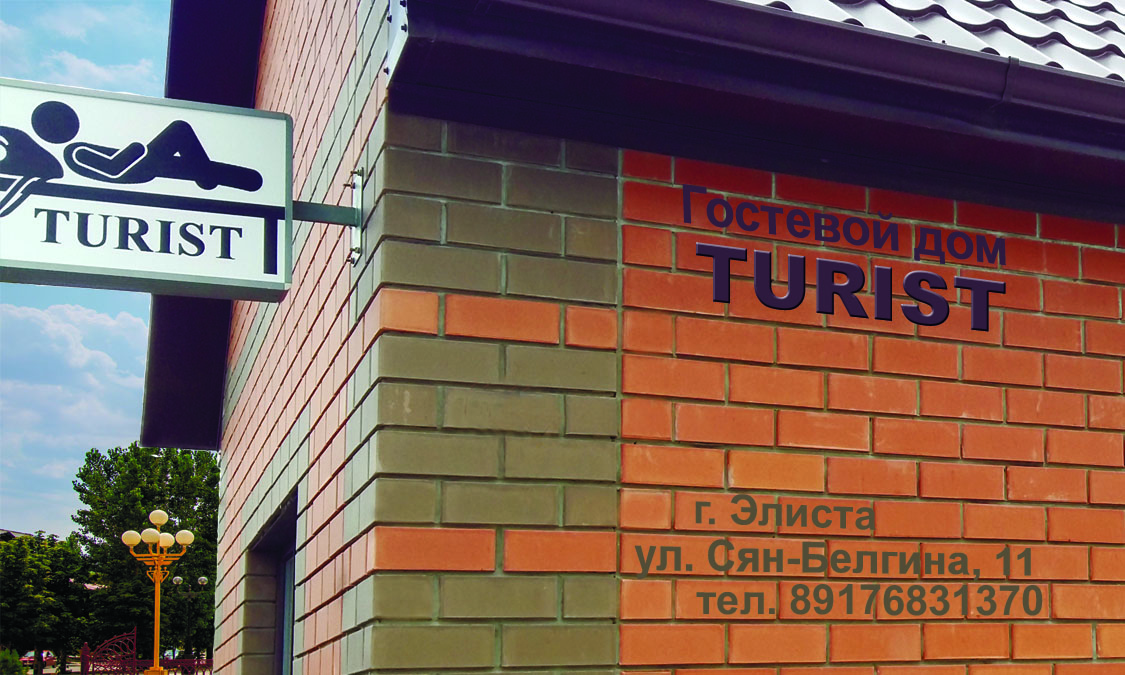 TURIST
Гостевой дом
TURIST
г. Элиста
ул. Сян-Белгина, 11
тел. 89176831370